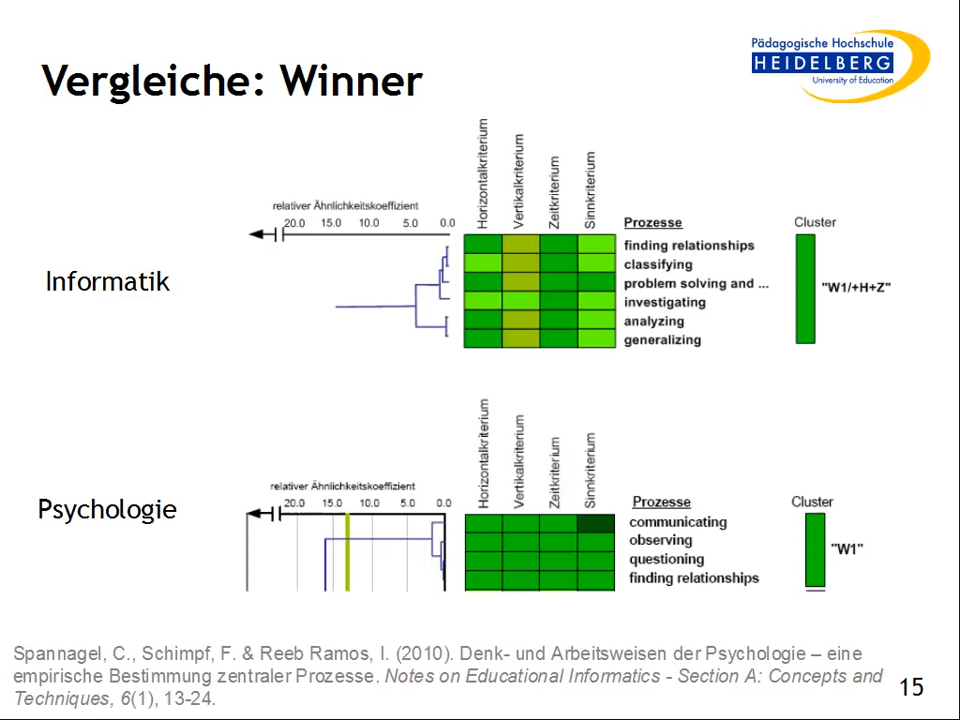 Vergleiche: Winner
Pädagogische Hochschule
HEIDELBERG
University of Education
Informatik
relativer Ähnlichkeitskoeffizient
20.0 15.0 10.0 5.0 0.0
Horizontalkriterium
Vertikalkriterium
Zeitkriterium
Sinnkriterium
Prozesse
finding relationships
classifying
problem solving and ...
investigating
analyzing
generalizing
Cluster
"W1/+H+Z"
Psychologie
relativer Ähnlichkeitskoeffizient
20.0 15.0 10.0 5.0 0.0
Horizontalkriterium
Vertikalkriterium
Zeitkriterium
Sinnkriterium
Prozesse
communicating
observing
questioning
finding relationships
Cluster
"W1"
Spannagel, C., Schimpf, F. & Reeb Ramos, I. (2010). Denk- und Arbeitsweisen der Psychologie – eine
empirische Bestimmung zentraler Prozesse. Notes on Educational Informatics - Section A: Concepts and
Techniques, 6(1), 13-24.
15